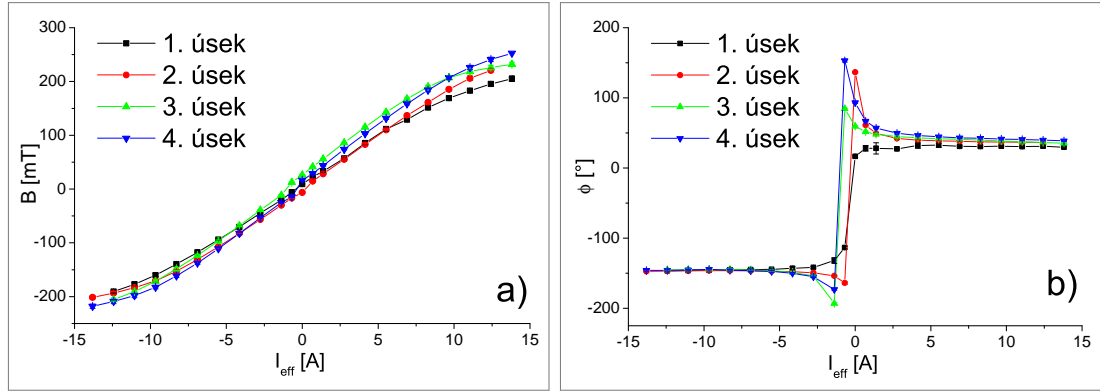 300
200
100
0
-100
-200
B [mT]
1. úsek
2. úsek
3. úsek
4. úsek
a)
-15 -10 -5 0 5 10 15
I eff [A]
200
100
0
-100
-200
ϕ [°]
1. úsek
2. úsek
3. úsek
4. úsek
b)
-15 -10 -5 0 5 10 15
I eff [A]